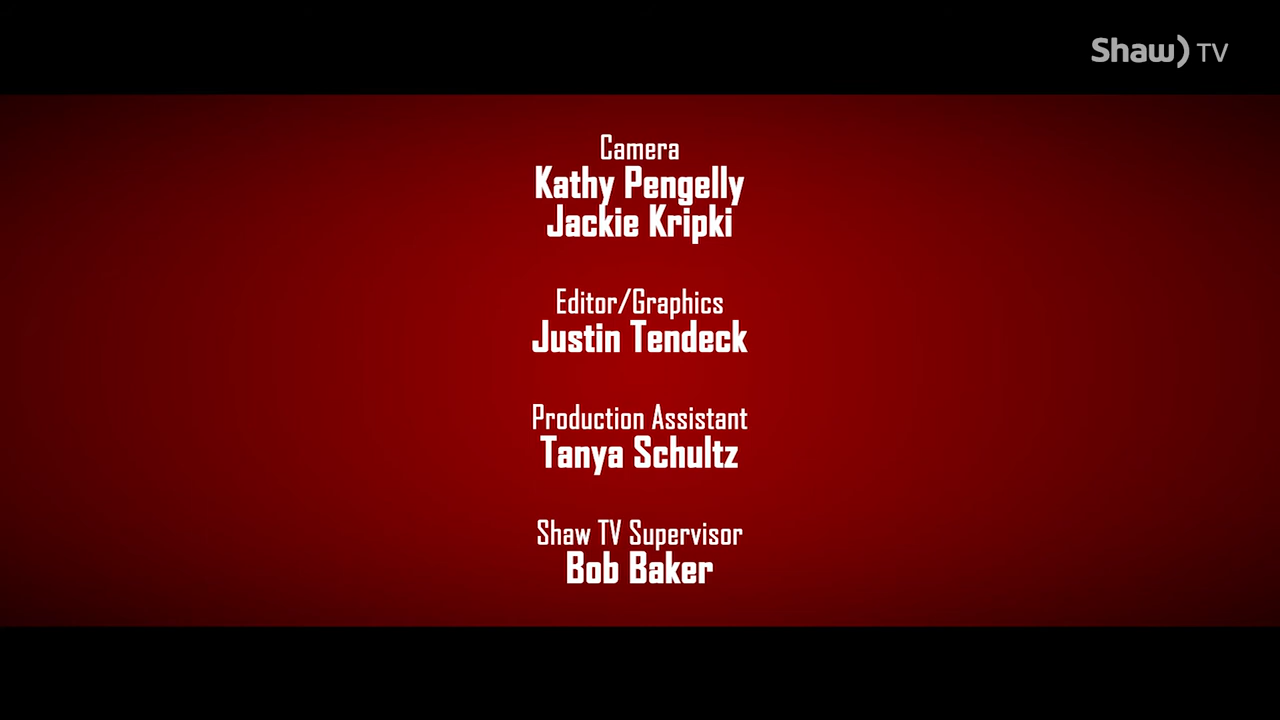 Shaw) TV
Camera
Kathy Pengelly
Jackie Kripki
Editor/Graphics
Justin Tendeck
Production Assistant
Tanya Schultz
Shaw TV Supervisor
Bob Baker